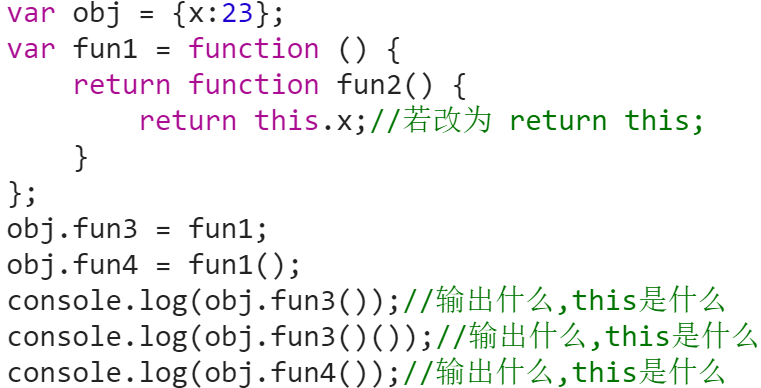 var obj = {x:23};
var fun1 = function () {
    return function fun2() {
        return this.x;//若改为 return this;
    }
};
obj.fun3 = fun1;
obj.fun4 = fun1();
console.log(obj.fun3());//输出什么,this是什么
console.log(obj.fun3()());//输出什么,this是什么
console.log(obj.fun4());//输出什么,this是什么